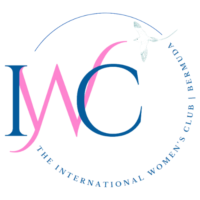 IWC
THE INTERNATIONAL WOMEN'S CLUB | BERMUDA